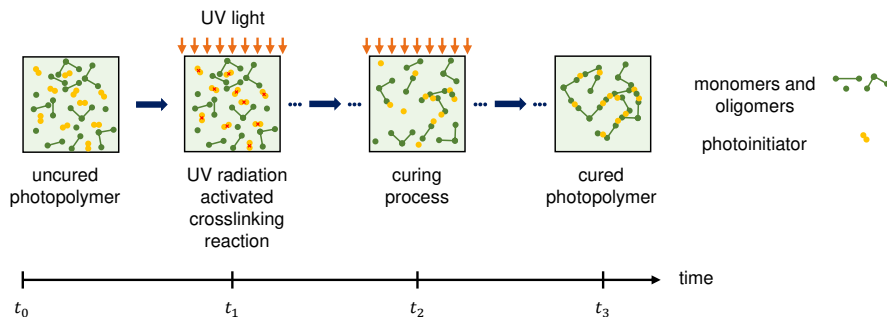 UV light
uncured
photopolymer
UV radiation
activated
crosslinking
reaction
curing
process
cured
photopolymer
monomers and
oligomers
photoinitiator
time
t₀
t₁
t₂
t₃